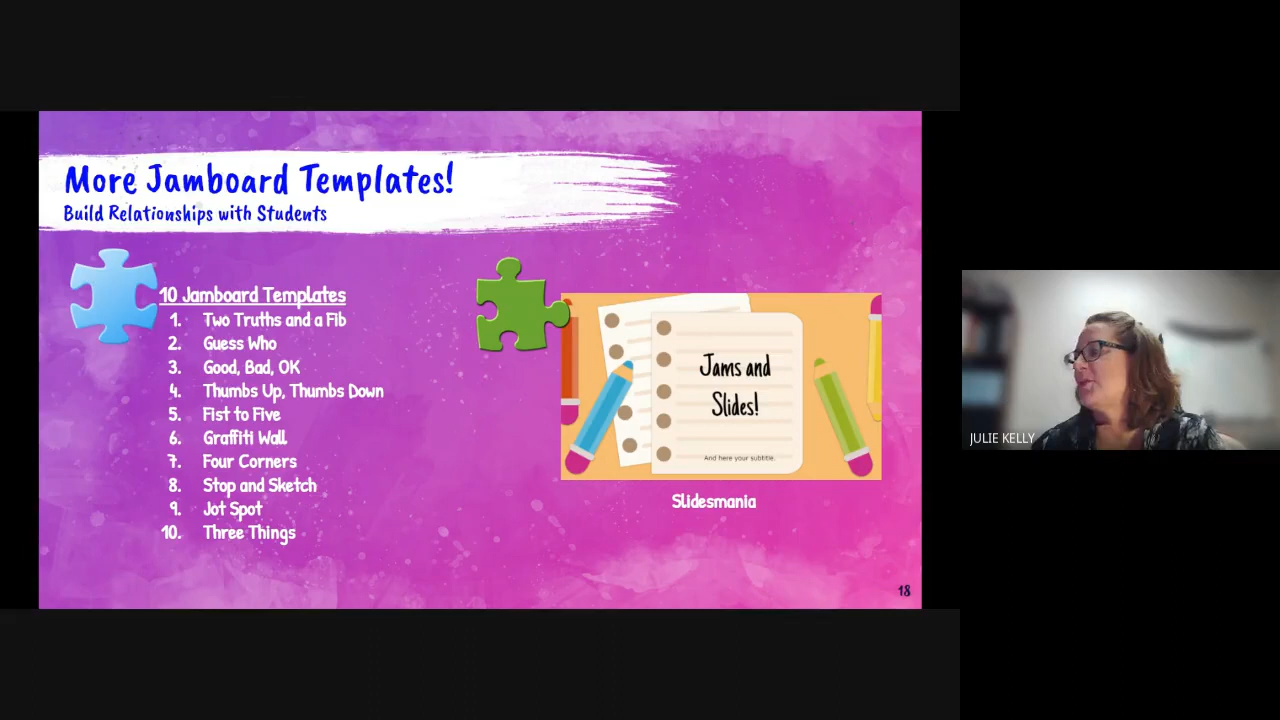 More Jamboard Templates!
Build Relationships with Students
10 Jamboard Templates
1. Two Truths and a Fib
2. Guess Who
3. Good, Bad, OK
4. Thumbs Up, Thumbs Down
5. Fist to Five
6. Graffiti Wall
7. Four Corners
8. Stop and Sketch
9. Jot Spot
10. Three Things
Jams and
Slides!
And here your subtitle.
Slidesmania
18
JULIE KELLY